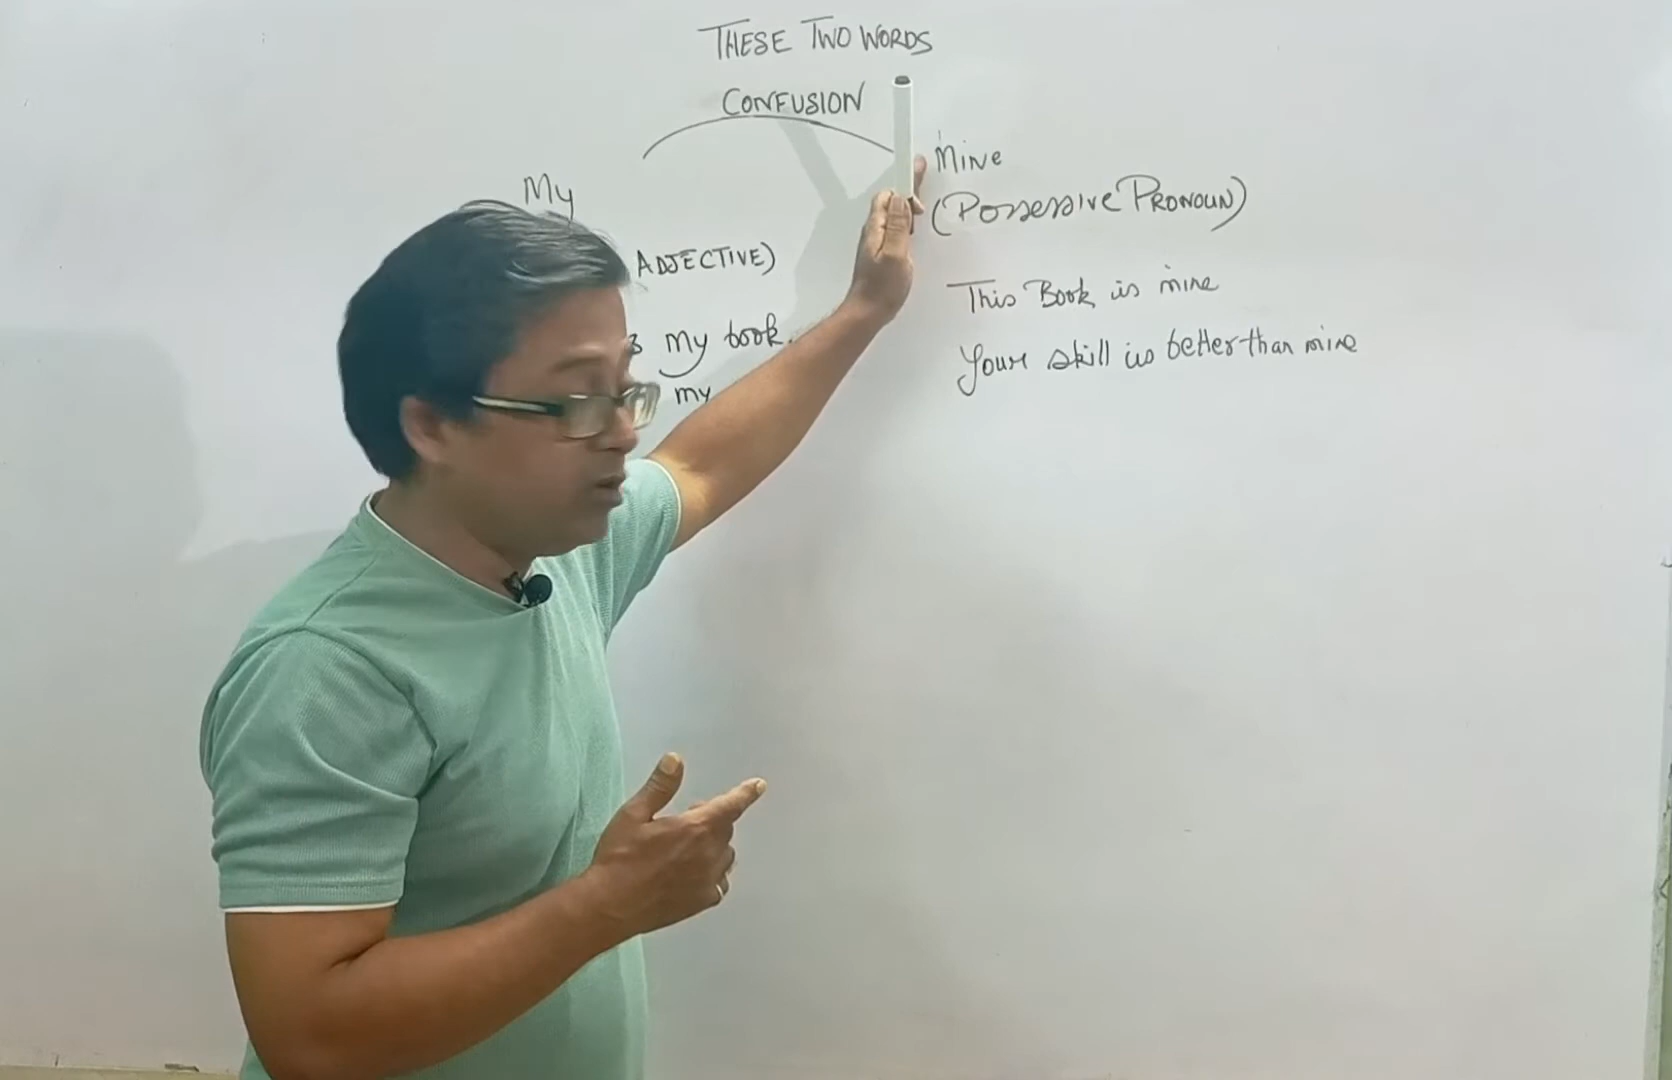 THESE TWO WORDS
CONFUSION
My
ADJECTIVE)
my book.
my
Mine
(Possessive PRONOUN)
This Book is mine
Your skill is better than mine